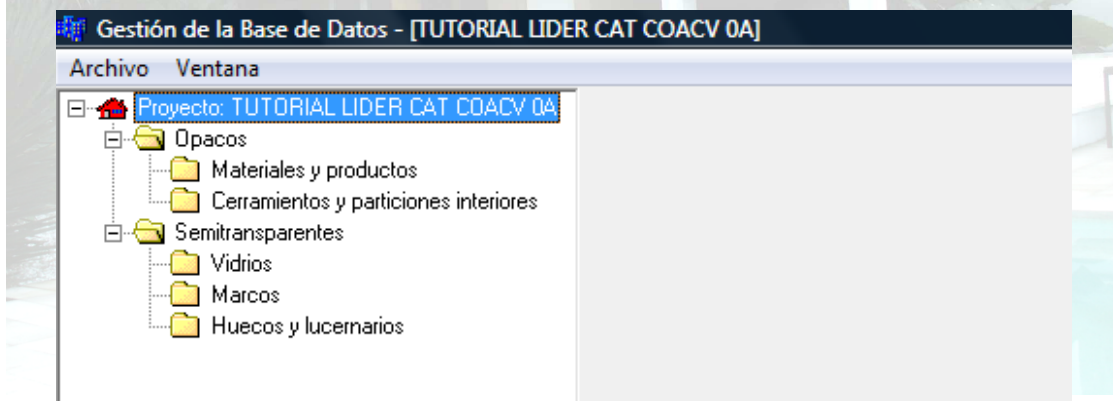 Gestión de la Base de Datos - [TUTORIAL LIDER CAT COACV 0A]
Archivo Ventana
Proyecto: TUTORIAL LIDER CAT COACV 0A
Opacos
Materiales y productos
Cerramientos y particiones interiores
Semitransparentes
Vidrios
Marcos
Huecos y lucernarios